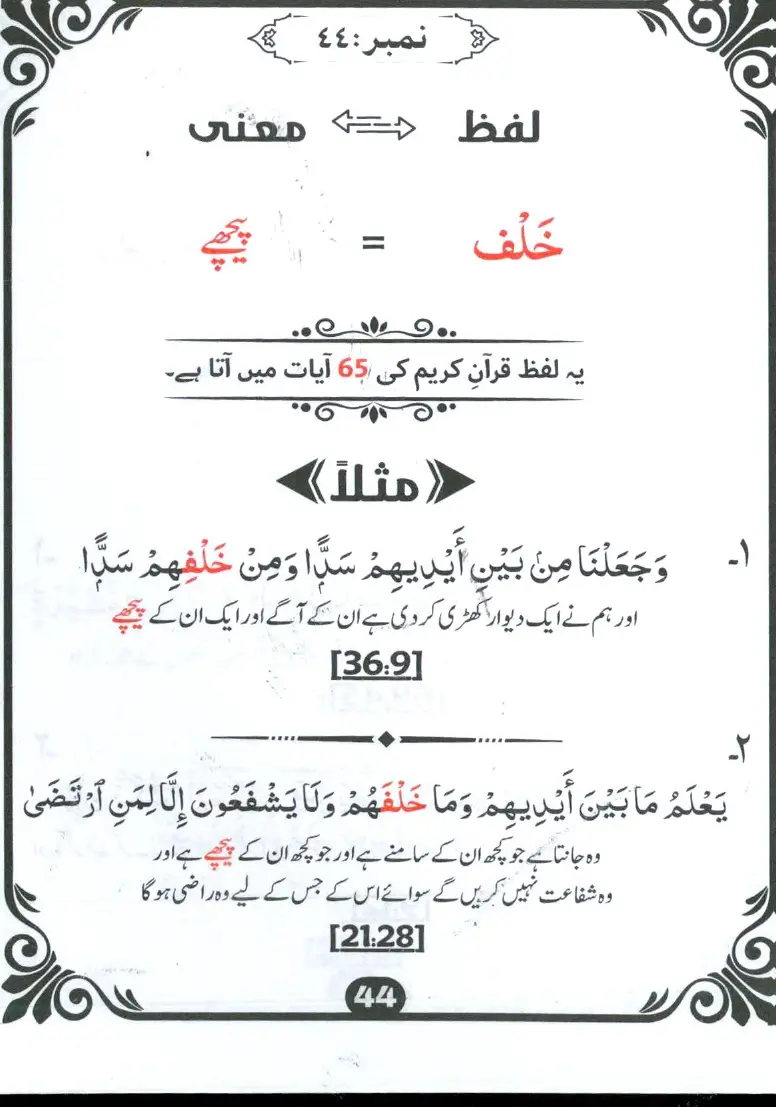 نمبر:٤٤
لفظ معنی
خَلْف = پیچھے
یہ لفظ قرآنِ کریم کی 65 آیات میں آتا ہے۔
مثلاً
١-
وَجَعَلْنَا مِنۢ بَيْنِ أَيْدِيهِمْ سَدًّا وَمِنْ خَلْفِهِمْ سَدًّا
اور ہم نے ایک دیوار کھڑی کر دی ہے ان کے آگے اور ایک ان کے پیچھے
[36:9]
٢-
يَعْلَمُ مَا بَيْنَ أَيْدِيهِمْ وَمَا خَلْفَهُمْ وَلَا يَشْفَعُونَ إِلَّا لِمَنِ ٱرْتَضَىٰ
وہ جانتا ہے جو کچھ ان کے سامنے ہے اور جو کچھ ان کے پیچھے ہے اور
وہ شفاعت نہیں کریں گے سوائے اس کے جس کے لیے وہ راضی ہو گا
[21:28]
44